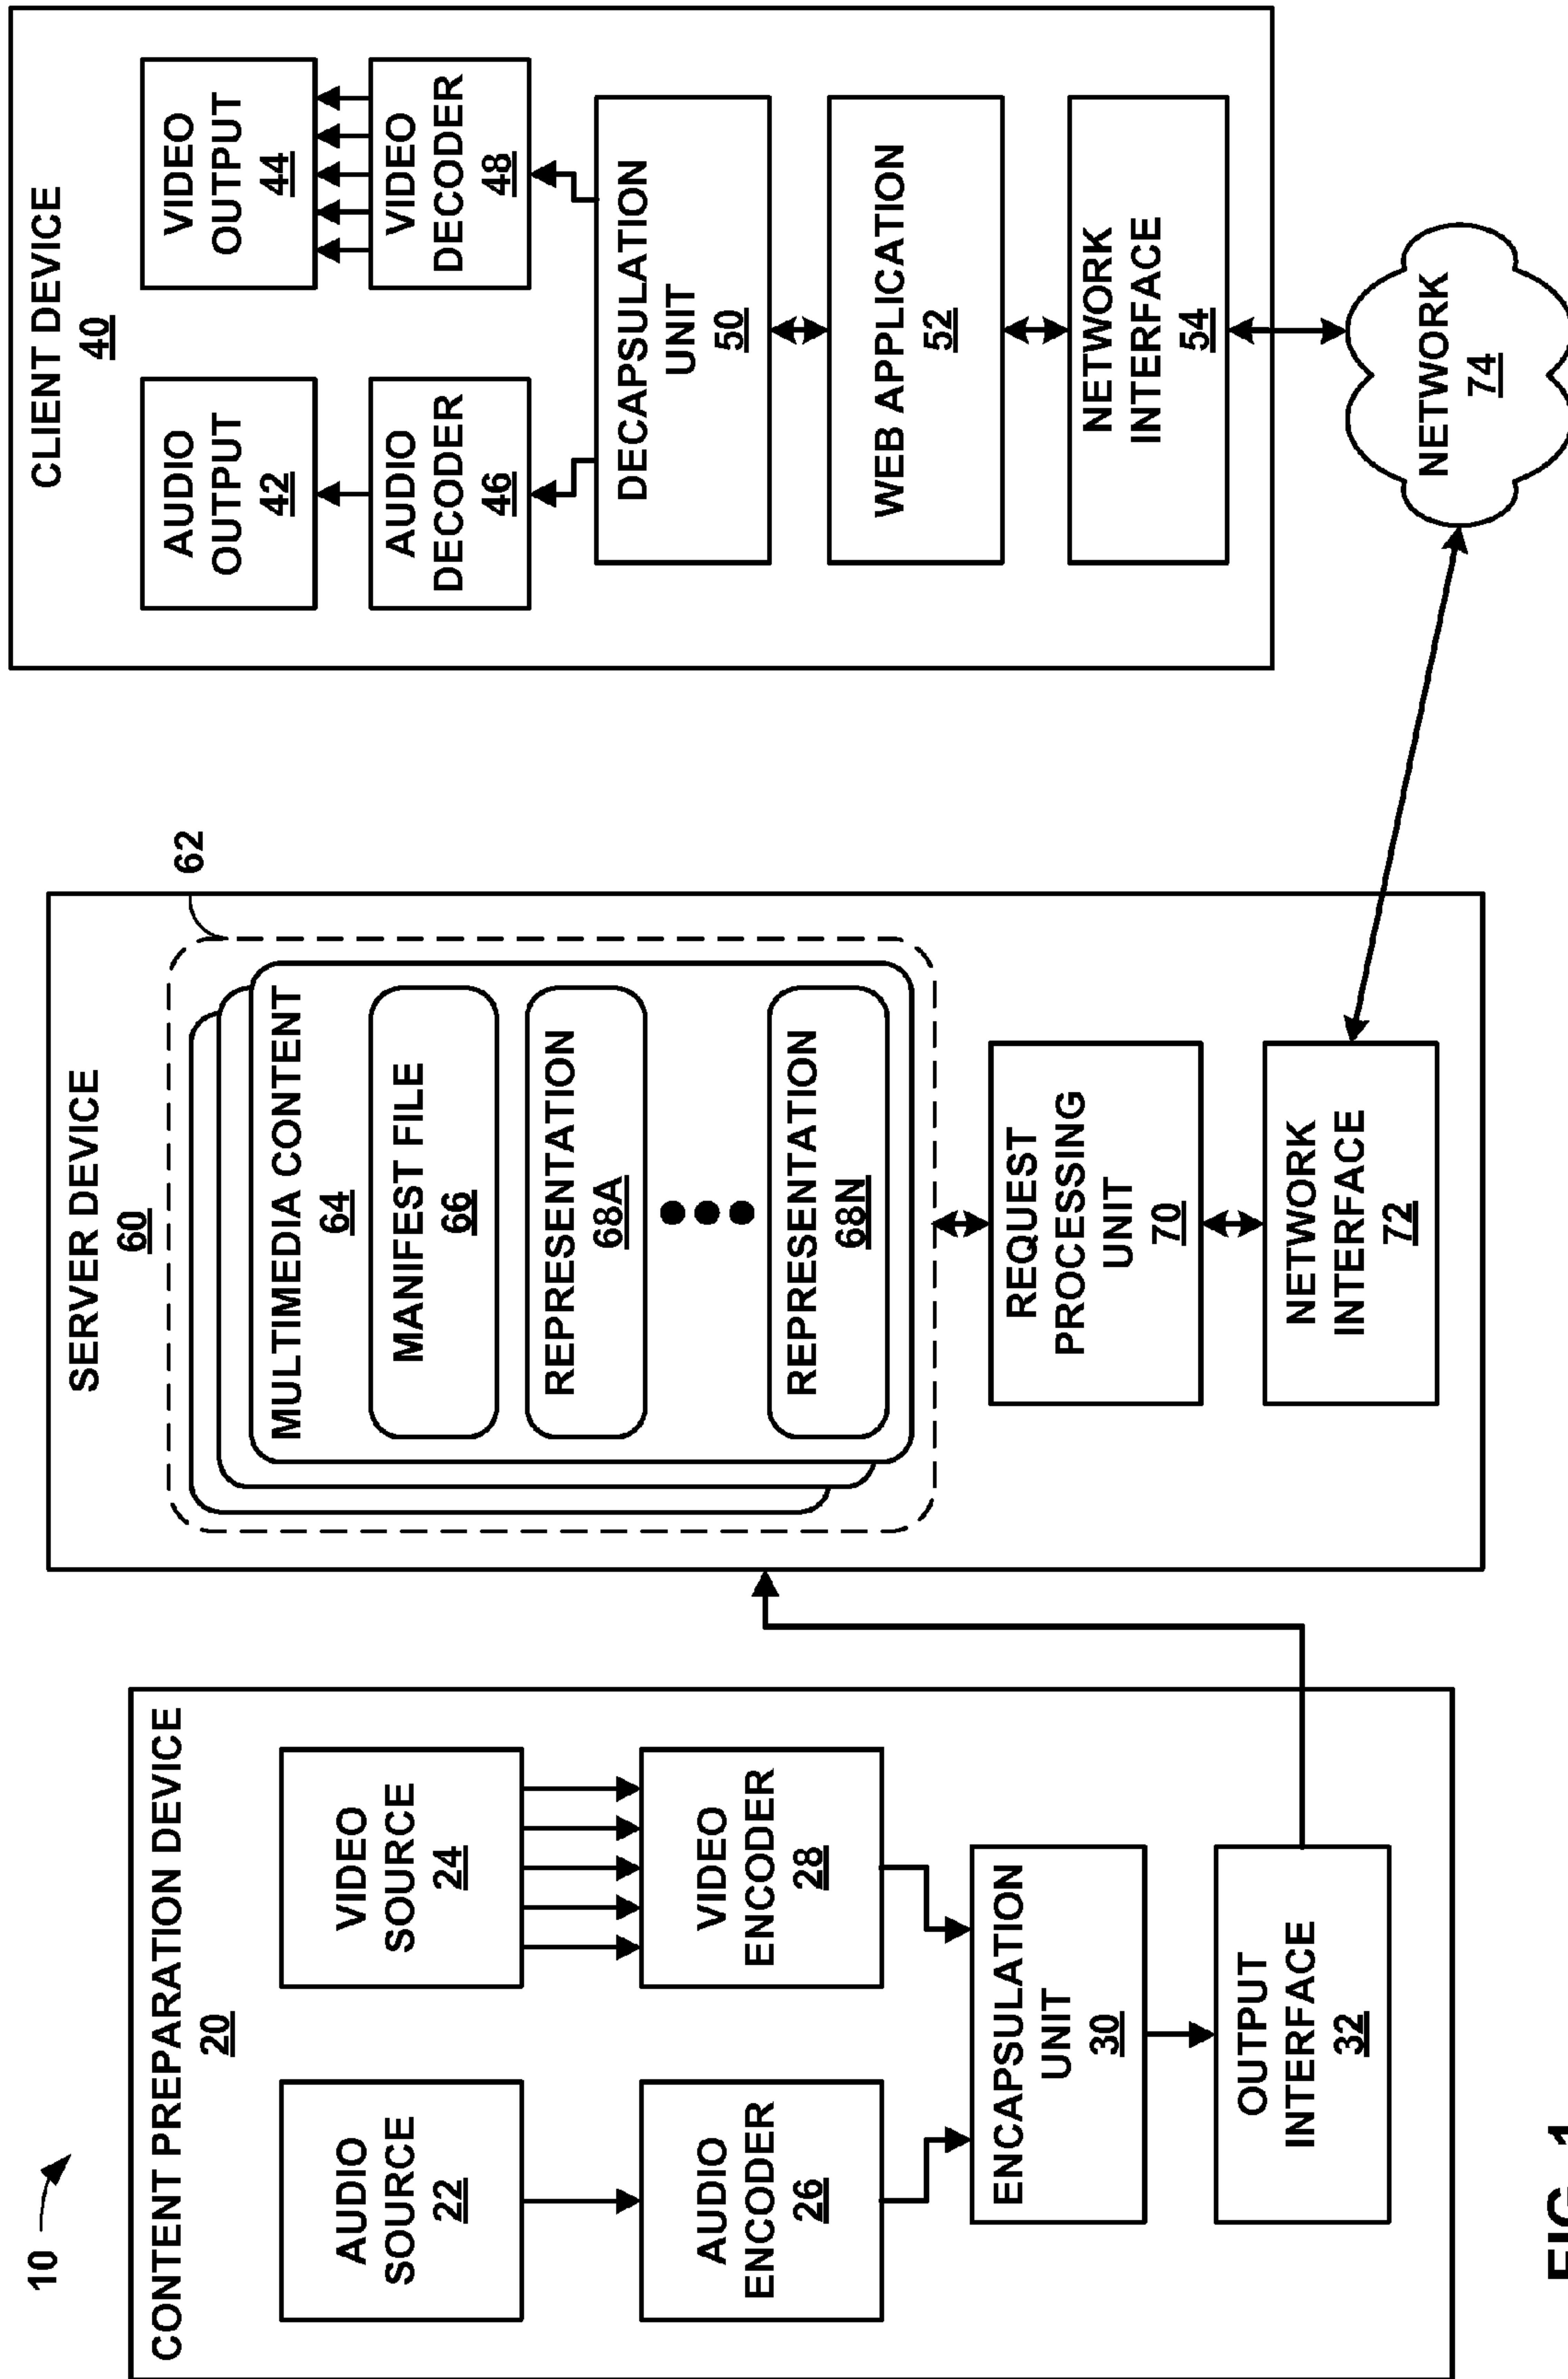 10
CONTENT PREPARATION DEVICE
20
AUDIO
SOURCE
22
VIDEO
SOURCE
24
AUDIO
ENCODER
26
VIDEO
ENCODER
28
ENCAPSULATION
UNIT
30
OUTPUT
INTERFACE
32
SERVER DEVICE
60
62
MULTIMEDIA CONTENT
64
MANIFEST FILE
66
REPRESENTATION
68A
REPRESENTATION
68N
REQUEST
PROCESSING
UNIT
70
NETWORK
INTERFACE
72
CLIENT DEVICE
40
AUDIO
OUTPUT
42
VIDEO
OUTPUT
44
AUDIO
DECODER
46
VIDEO
DECODER
48
DECAPSULATION
UNIT
50
WEB APPLICATION
52
NETWORK
INTERFACE
54
NETWORK
74
FIG. 1